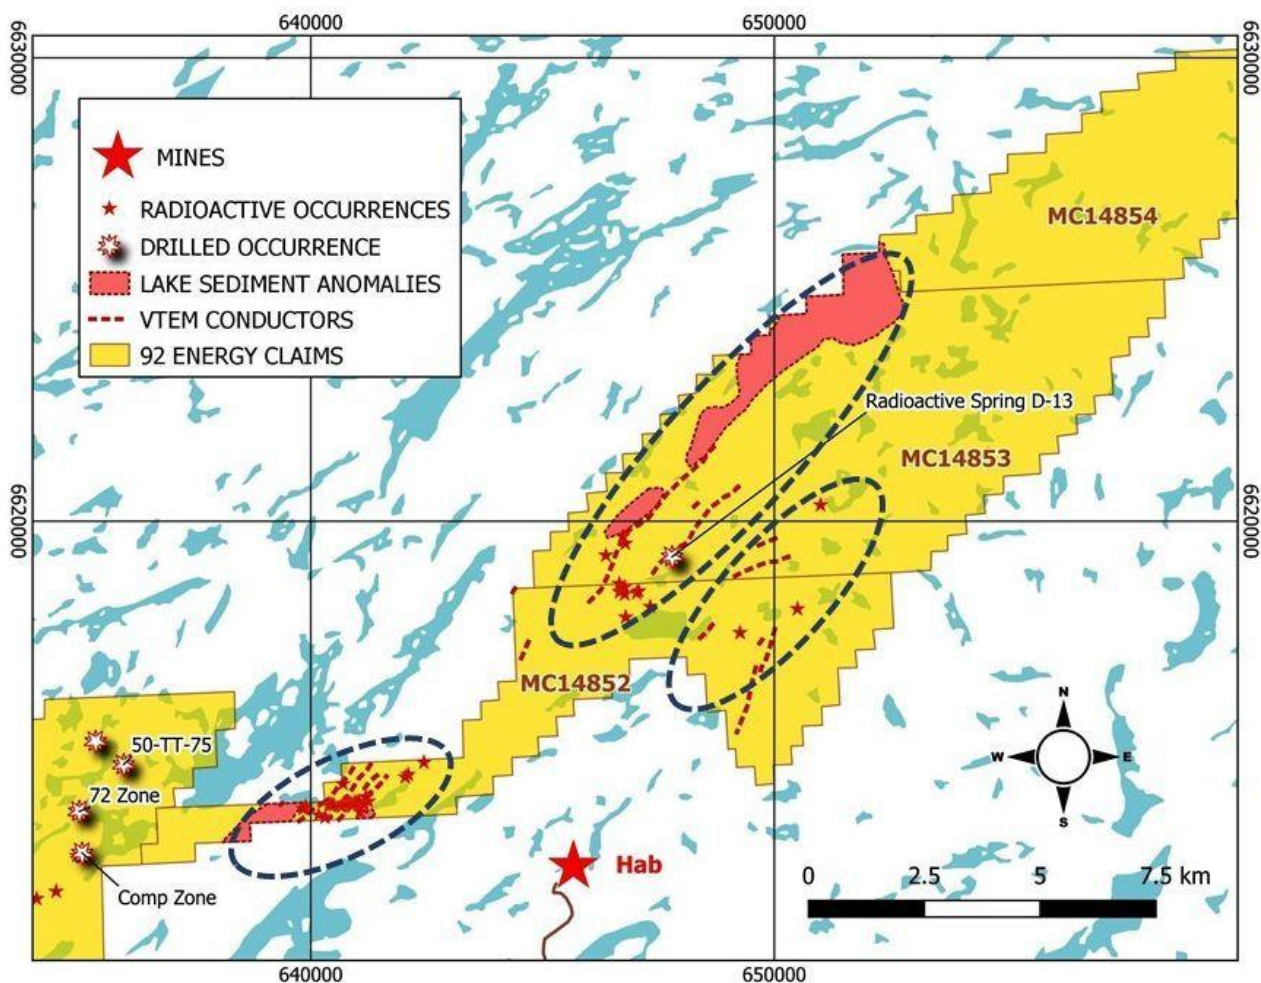 640000
650000
6630000
6630000
MINES
RADIOACTIVE OCCURRENCES
DRILLED OCCURRENCE
LAKE SEDIMENT ANOMALIES
VTEM CONDUCTORS
92 ENERGY CLAIMS
MC14854
Radioactive Spring D-13
MC14853
6620000
6620000
MC14852
50-TT-75
72 Zone
Comp Zone
Hab
N
W
E
S
0 2.5 5 7.5 km
640000
650000